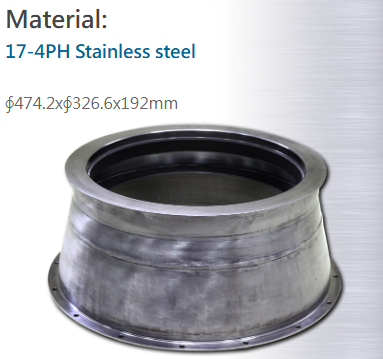 Material:
17-4PH Stainless steel
∮474.2x∮326.6x192mm